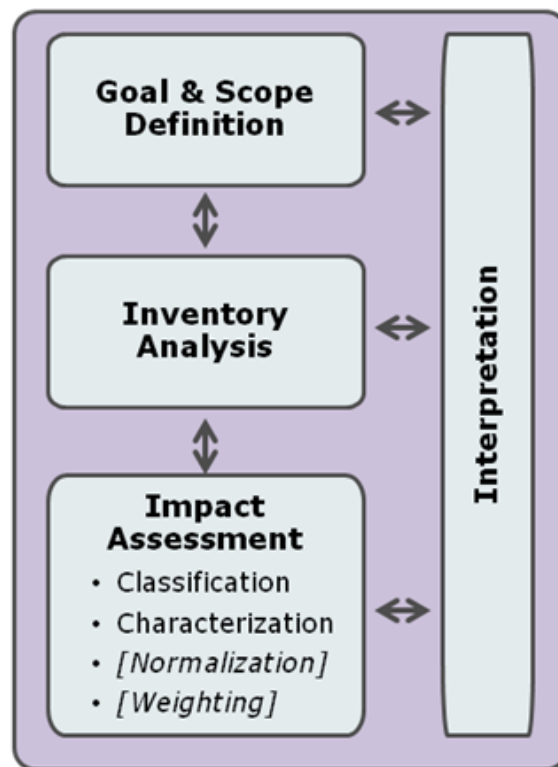 Goal & Scope
Definition
Inventory
Analysis
Impact
Assessment
• Classification
• Characterization
• [Normalization]
• [Weighting]
Interpretation